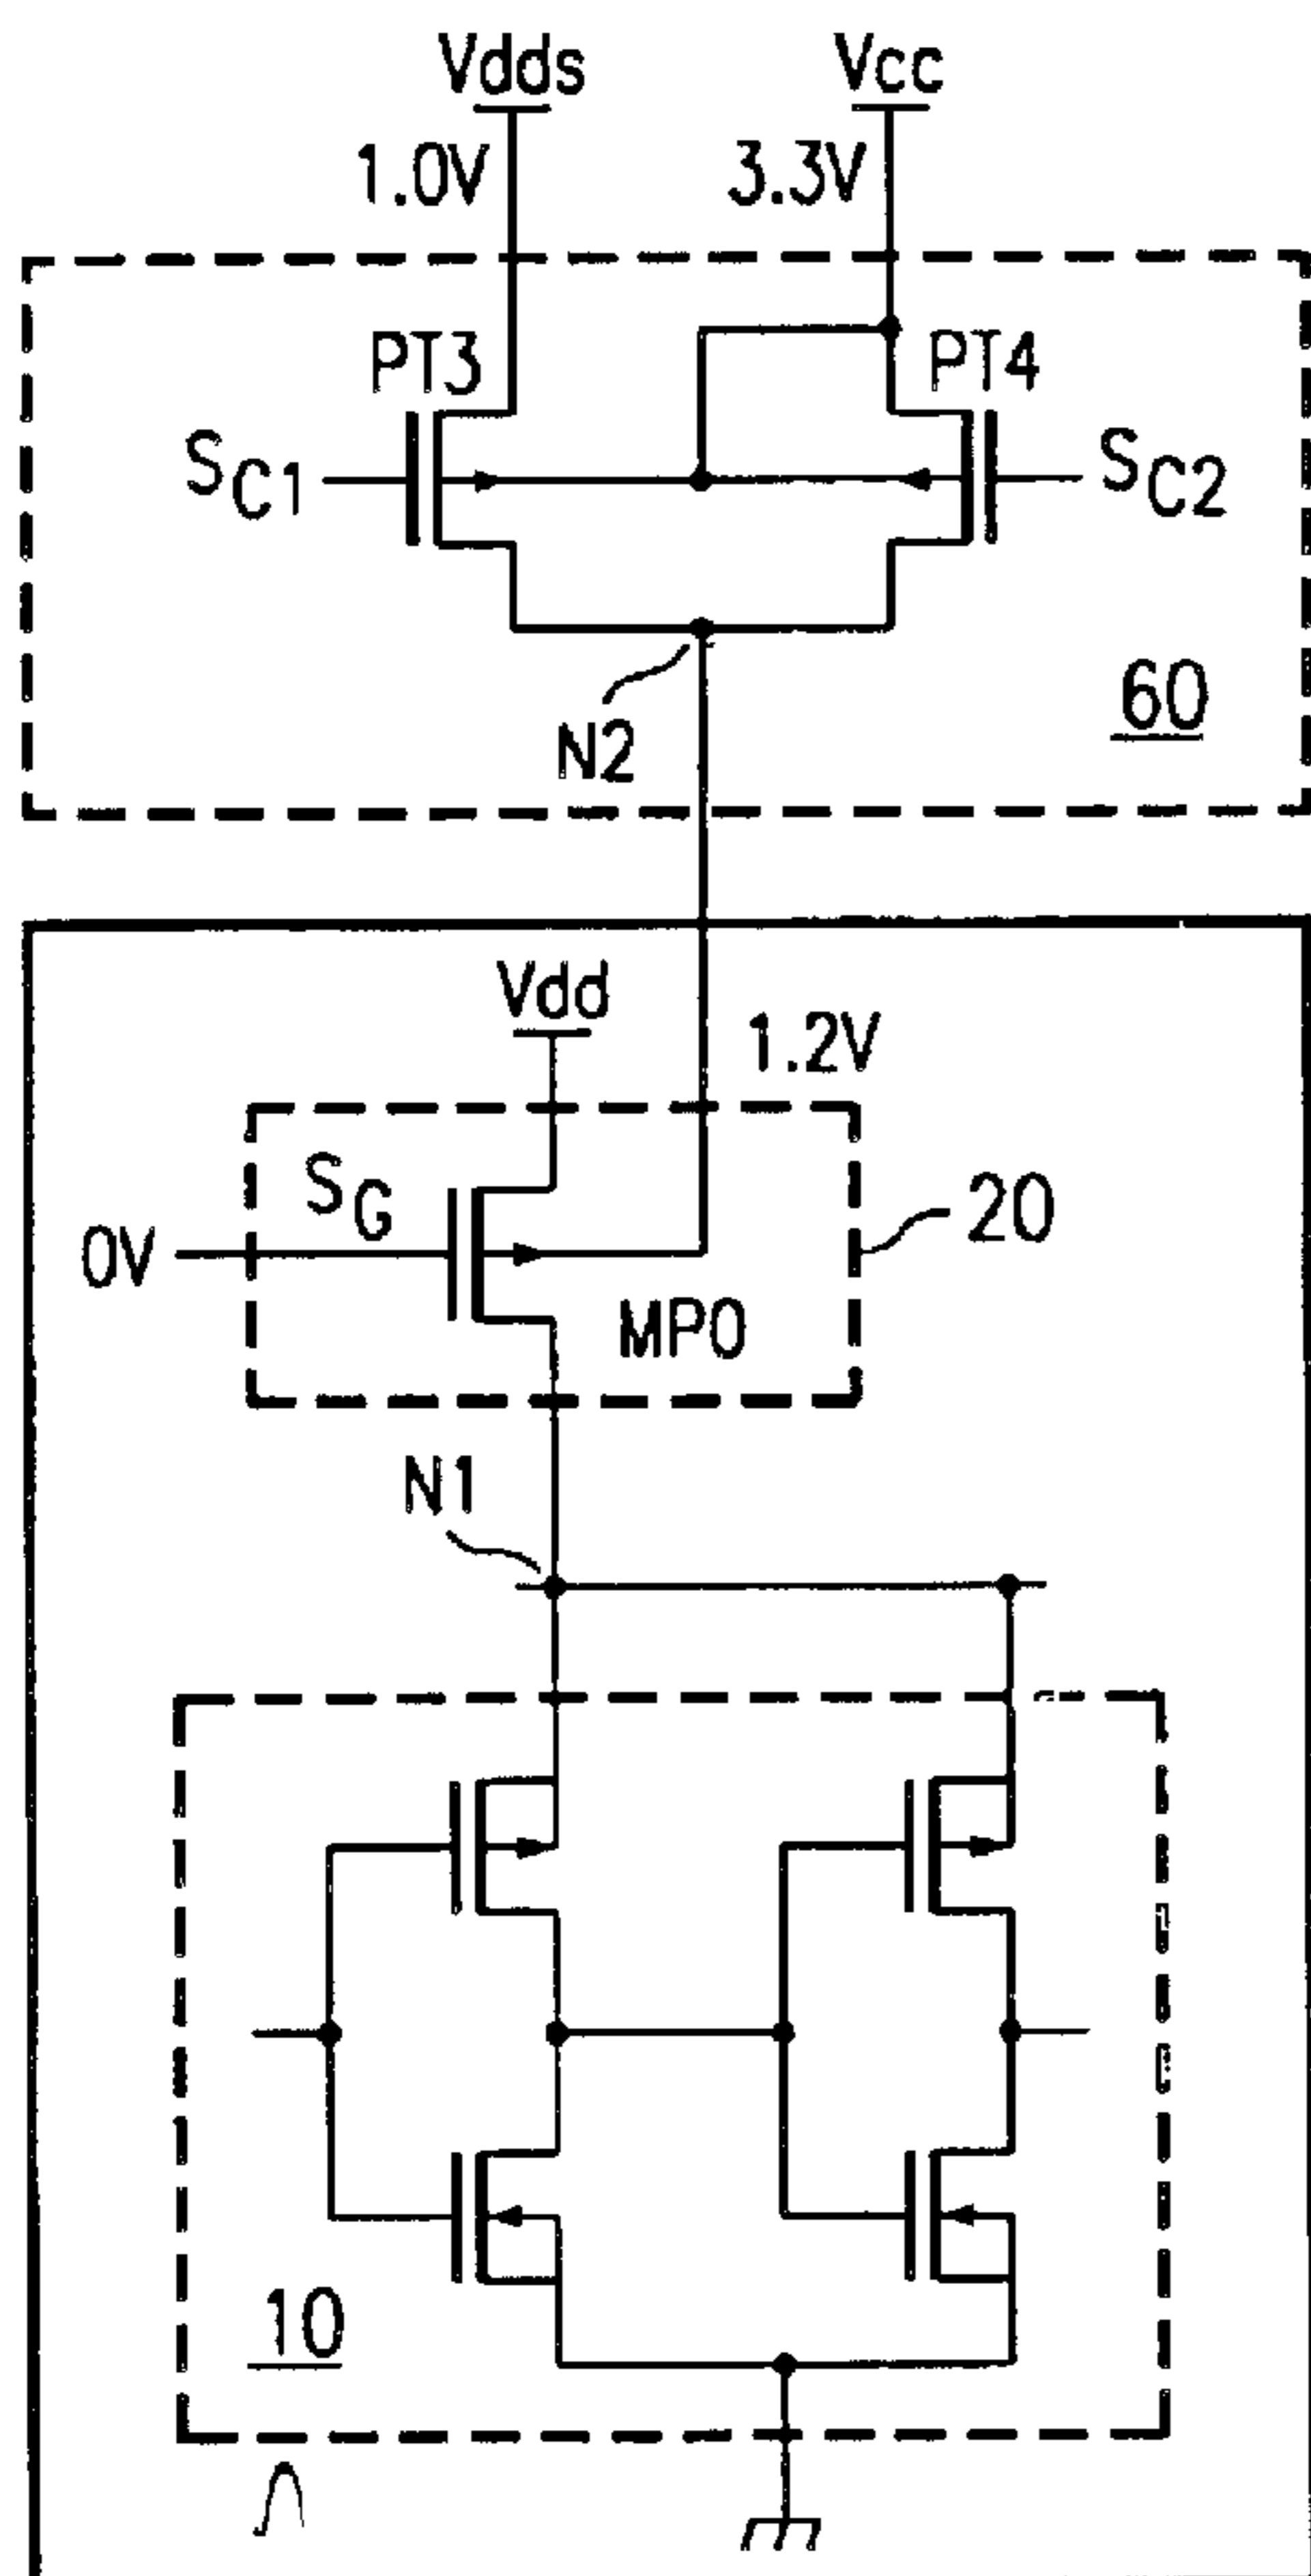 Vdds Vcc
1.0V 3.3V
PT3 PT4
SC1 SC2
N2
60
Vdd
1.2V
SG
20
0V
MP0
N1
10